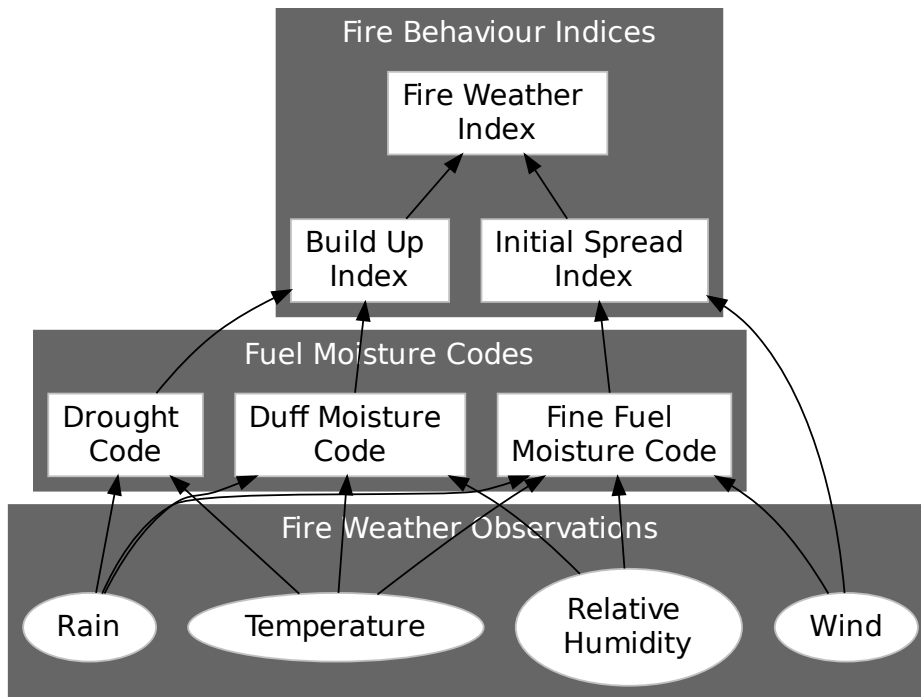 Fire Behaviour Indices
Fire Weather
Index
Build Up
Index
Initial Spread
Index
Fuel Moisture Codes
Drought
Code
Duff Moisture
Code
Fine Fuel
Moisture Code
Fire Weather Observations
Rain
Temperature
Relative
Humidity
Wind